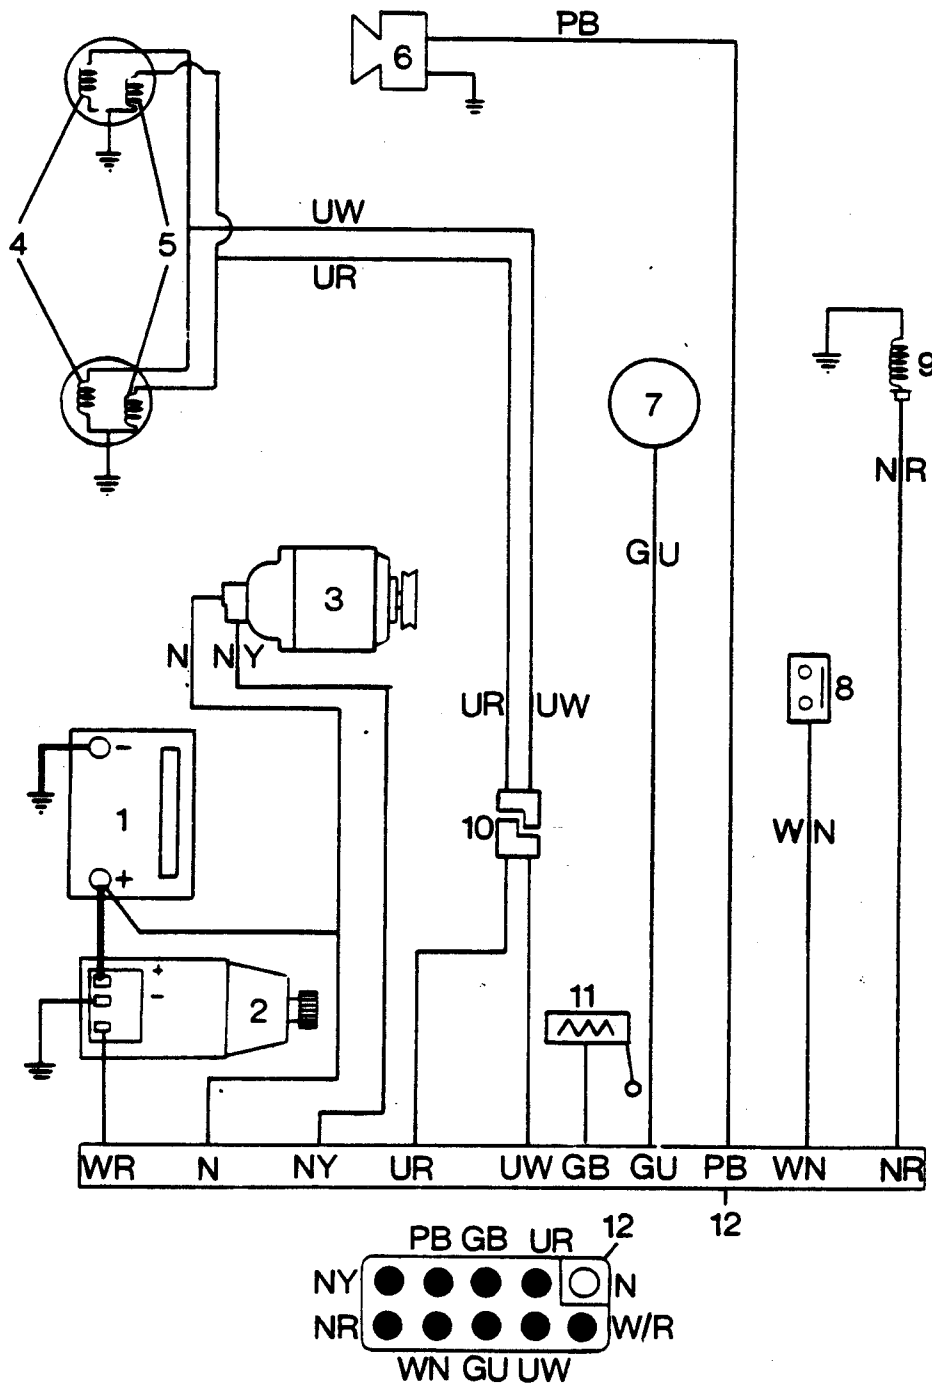 PB
6
4
5
UW
UR
9
7
NR
GU
3
N
NY
8
UR UW
-
1
10
WN
+
+
-
2
11
WR N NY UR UW GB GU PB WN NR
12
PB GB UR 12
NY N
NR W/R
WN GU UW